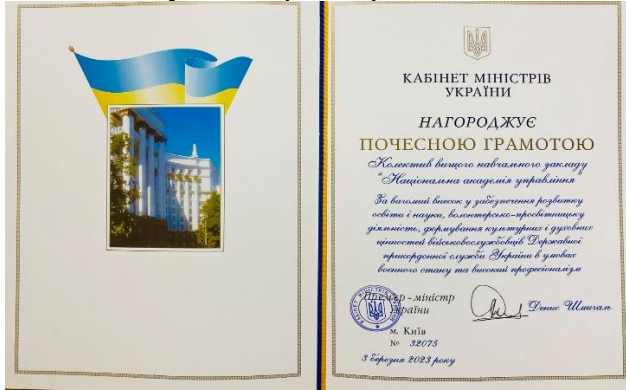 КАБІНЕТ МІНІСТРІВ
УКРАЇНИ
НАГОРОДЖУЄ
ПОЧЕСНОЮ ГРАМОТОЮ
Колектив вищого навчального закладу
"Національна академія управління"
За вагомий внесок у забезпечення розвитку
освіти і науки, волонтерсько-просвітницьку
діяльність, формування культурних і духовних
цінностей військовослужбовців Державної
прикордонної служби України в умовах
воєнного стану та високий професіоналізм
Прем'єр-міністр
України
Денис Шмигаль
м. Київ
№ 32075
3 березня 2023 року